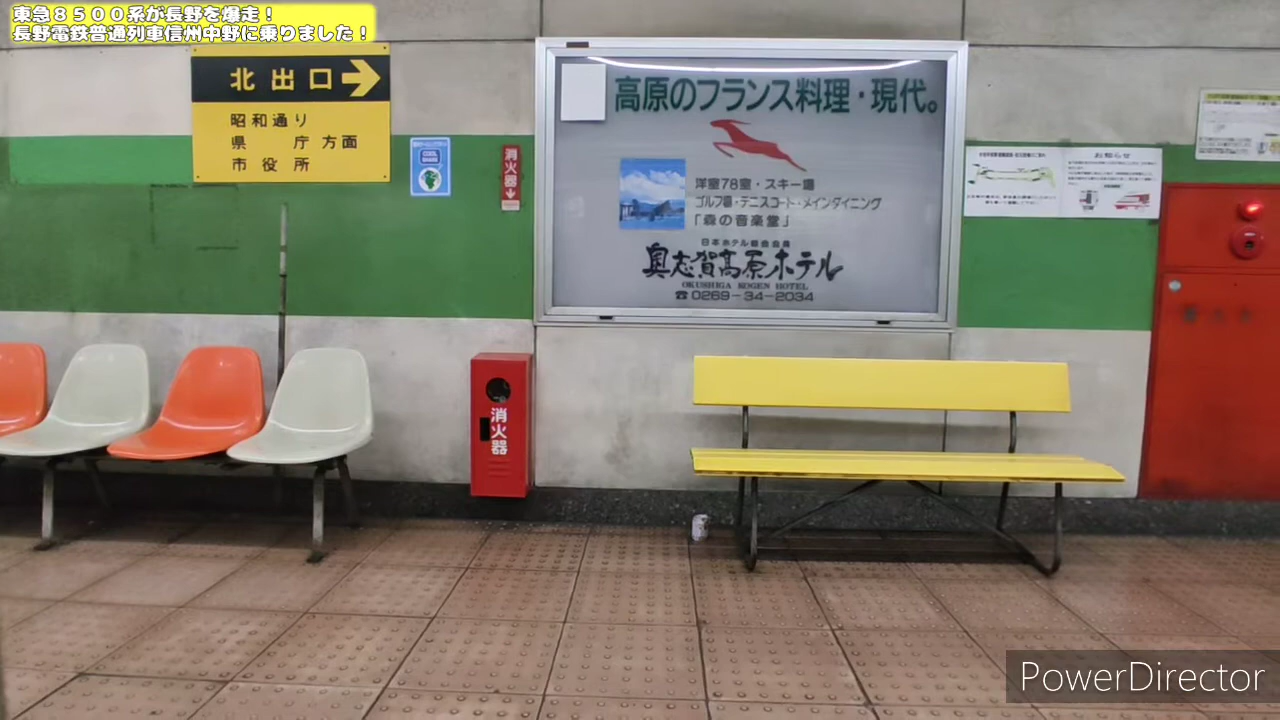 東急８５００系が長野を爆走！
長野電鉄普通列車信州中野に乗りました！
北出口
昭和通り
県　庁方面
市役所
消火器
高原のフランス料理・現代。
洋室78室・スキー場
ゴルフ場・テニスコート・メインダイニング
「森の音楽堂」
日本ホテル協会会員
奥志賀高原ホテル
OKUSHIGA KOGEN HOTEL
☎0269-34-2034
お知らせ
消火器
PowerDirector